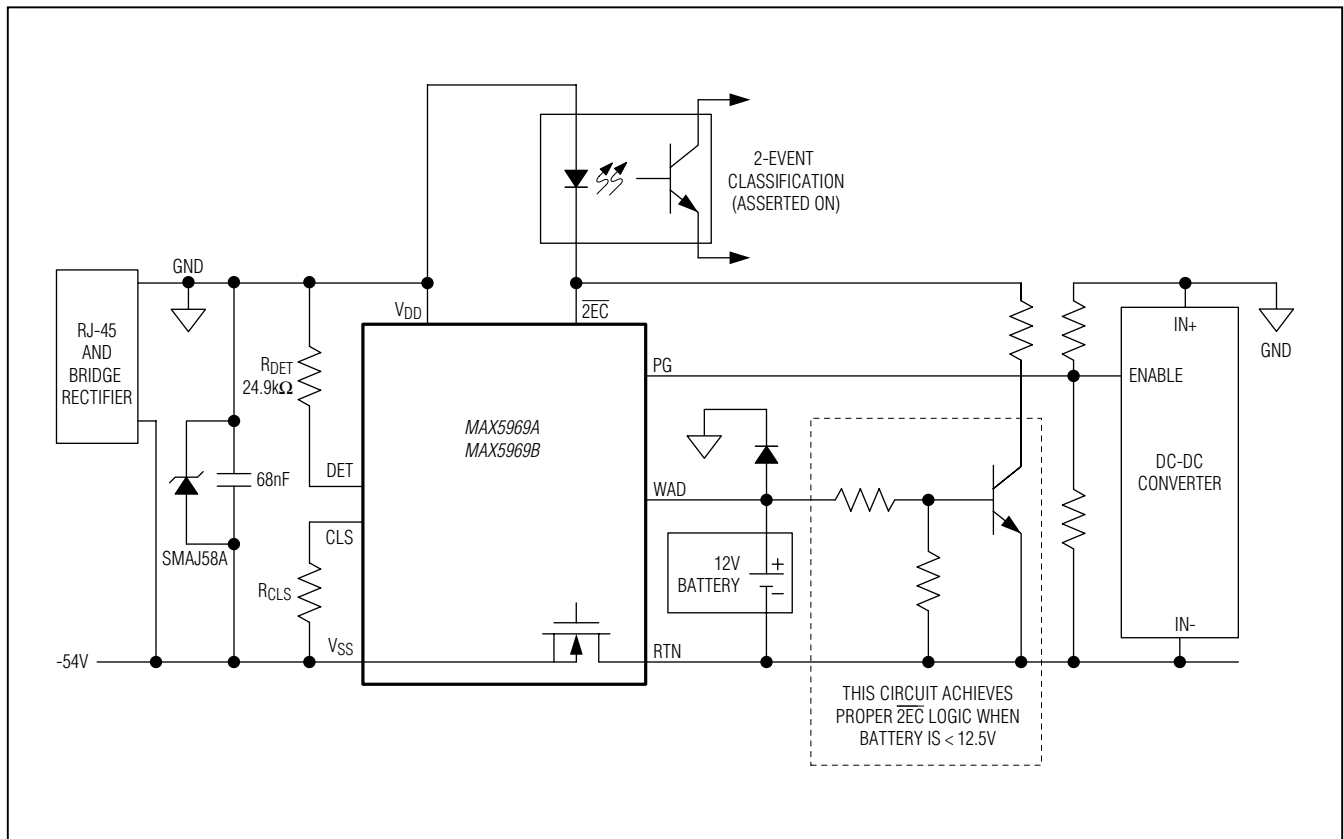 2-EVENT
CLASSIFICATION
(ASSERTED ON)
GND
VDD
2EC
RJ-45
AND
BRIDGE
RECTIFIER
RDET
24.9kΩ
PG
IN+
GND
ENABLE
MAX5969A
MAX5969B
DET
68nF
WAD
DC-DC
CONVERTER
CLS
SMAJ58A
12V
BATTERY
+
−
RCLS
IN-
-54V
VSS
RTN
THIS CIRCUIT ACHIEVES
PROPER 2EC LOGIC WHEN
BATTERY IS < 12.5V